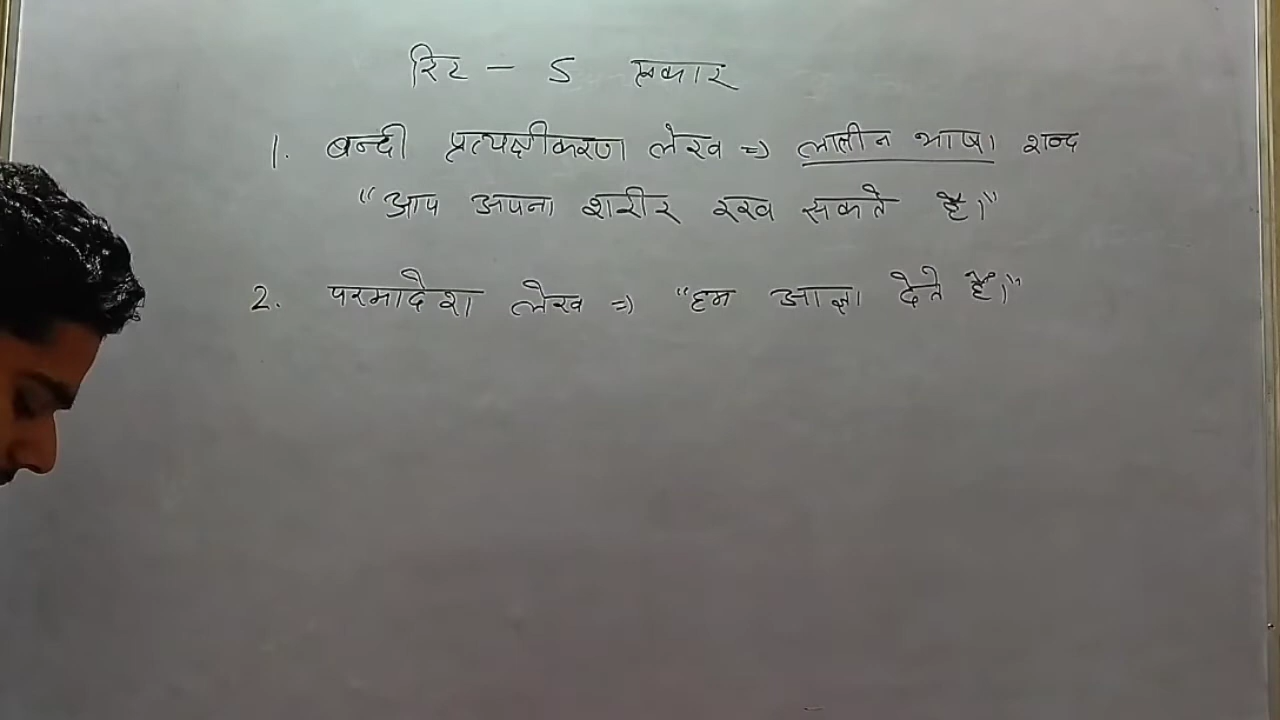 रिट - 5 प्रकार
1. बन्दी प्रत्यक्षीकरण लेख => लातीन भाषा शब्द
"आप अपना शरीर रख सकते है।"
2. परमादेश लेख => "हम आज्ञा देते हैं।"